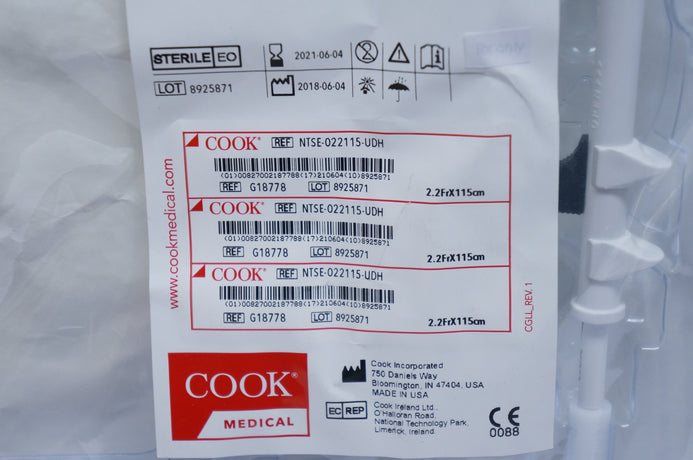 STERILE EO
2021-06-04
Rx only
LOT 8925871
2018-06-04
COOK® REF NTSE-022115-UDH
(01)00827002187788(17)210604(10)8925871
REF G18778 LOT 8925871
2.2FrX115cm
COOK® REF NTSE-022115-UDH
(01)00827002187788(17)210604(10)8925871
REF G18778 LOT 8925871
2.2FrX115cm
COOK® REF NTSE-022115-UDH
(01)00827002187788(17)210604(10)8925871
REF G18778 LOT 8925871
2.2FrX115cm
www.cookmedical.com
CGLL_REV. 1
COOK®
MEDICAL
Cook Incorporated
750 Daniels Way
Bloomington, IN 47404, USA
MADE IN USA
EC REP
Cook Ireland Ltd.,
O'Halloran Road,
National Technology Park,
Limerick, Ireland
CE
0088